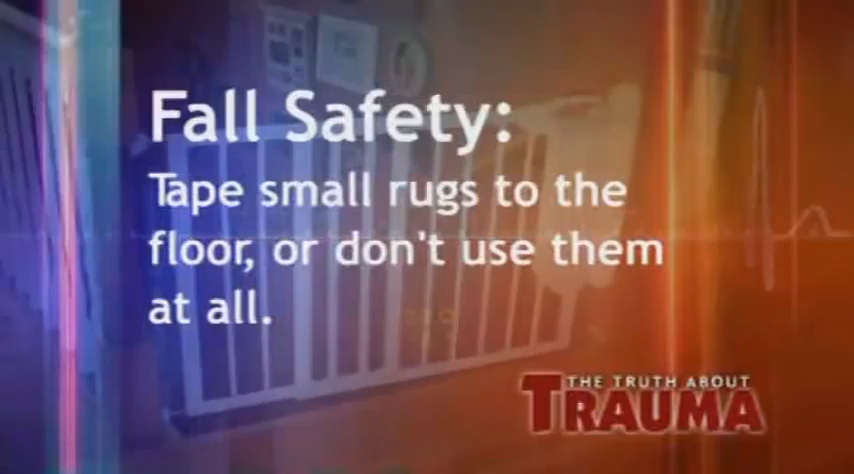 Fall Safety:
Tape small rugs to the
floor, or don't use them
at all.
THE TRUTH ABOUT
TRAUMA